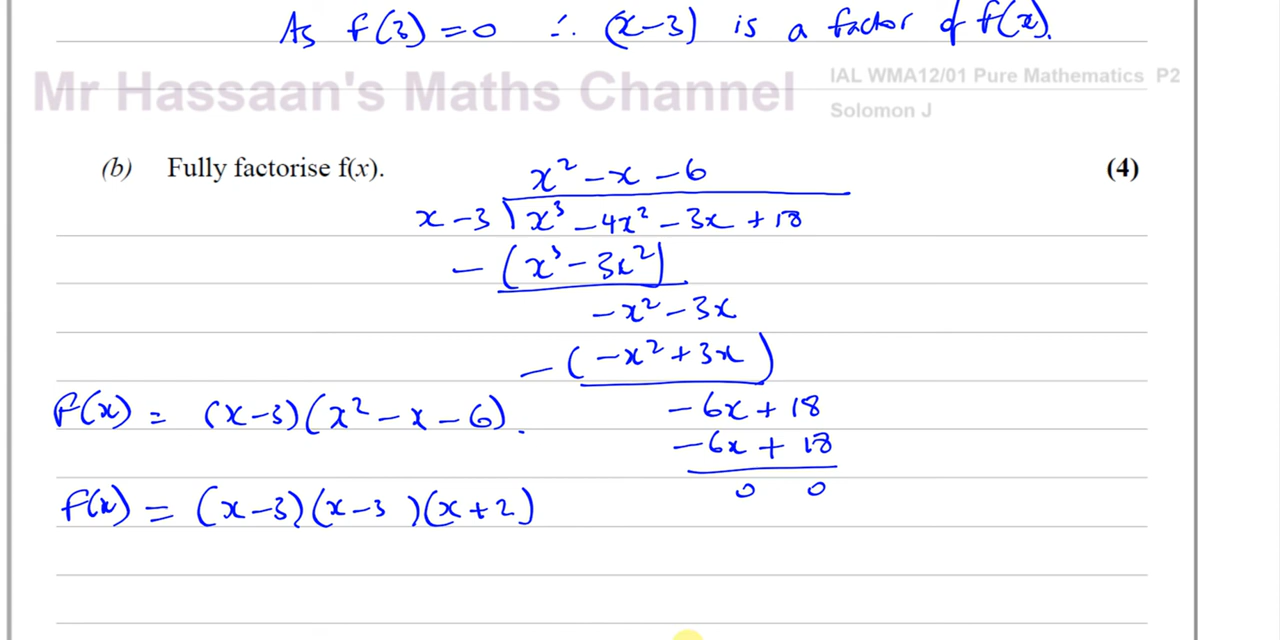 As f(3) = 0 ∴ (x-3) is a factor of f(x).
Mr Hassaan's Maths Channel
IAL WMA12/01 Pure Mathematics P2
Solomon J
(b) Fully factorise f(x). (4)
x² - x - 6
x - 3 ) x³ - 4x² - 3x + 18
- (x³ - 3x²)
- x² - 3x
- (- x² + 3x)
- 6x + 18
- 6x + 18
0 0
f(x) = (x-3)(x² - x - 6).
f(x) = (x-3)(x-3)(x+2)